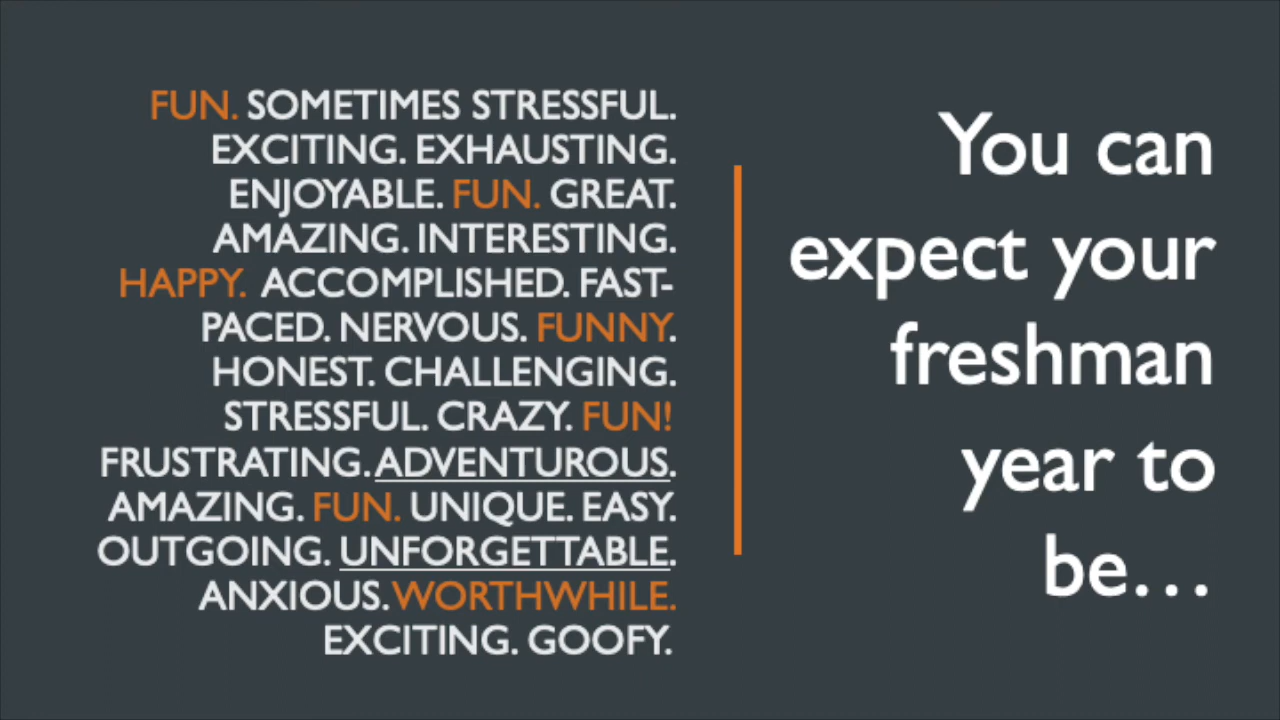 FUN. SOMETIMES STRESSFUL.
EXCITING. EXHAUSTING.
ENJOYABLE. FUN. GREAT.
AMAZING. INTERESTING.
HAPPY. ACCOMPLISHED. FAST-
PACED. NERVOUS. FUNNY.
HONEST. CHALLENGING.
STRESSFUL. CRAZY. FUN!
FRUSTRATING. ADVENTUROUS.
AMAZING. FUN. UNIQUE. EASY.
OUTGOING. UNFORGETTABLE.
ANXIOUS. WORTHWHILE.
EXCITING. GOOFY.
You can
expect your
freshman
year to
be...